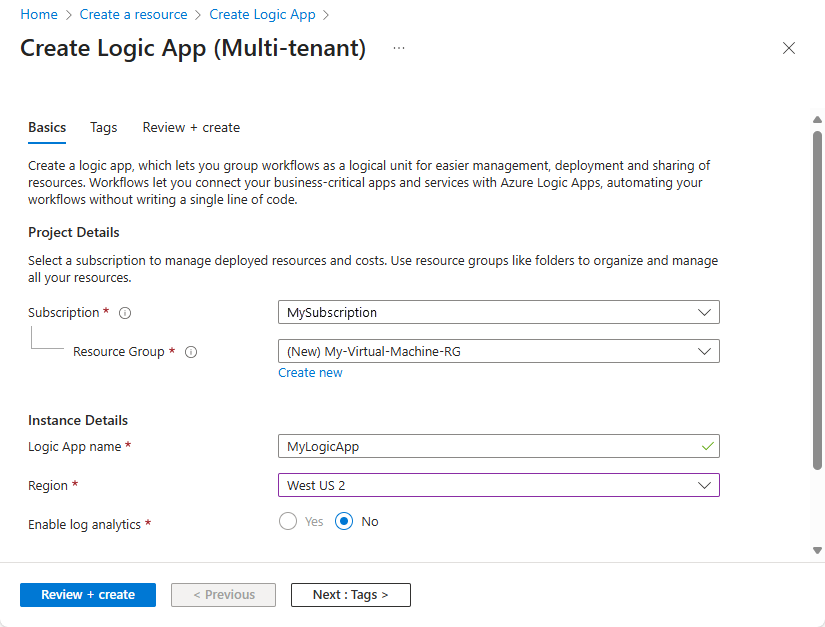 Home > Create a resource > Create Logic App >
Create Logic App (Multi-tenant) ...
Basics Tags Review + create
Create a logic app, which lets you group workflows as a logical unit for easier management, deployment and sharing of
resources. Workflows let you connect your business-critical apps and services with Azure Logic Apps, automating your
workflows without writing a single line of code.
Project Details
Select a subscription to manage deployed resources and costs. Use resource groups like folders to organize and manage
all your resources.
Subscription * MySubscription
Resource Group * (New) My-Virtual-Machine-RG
Create new
Instance Details
Logic App name * MyLogicApp
Region * West US 2
Enable log analytics * Yes No
Review + create < Previous Next : Tags >